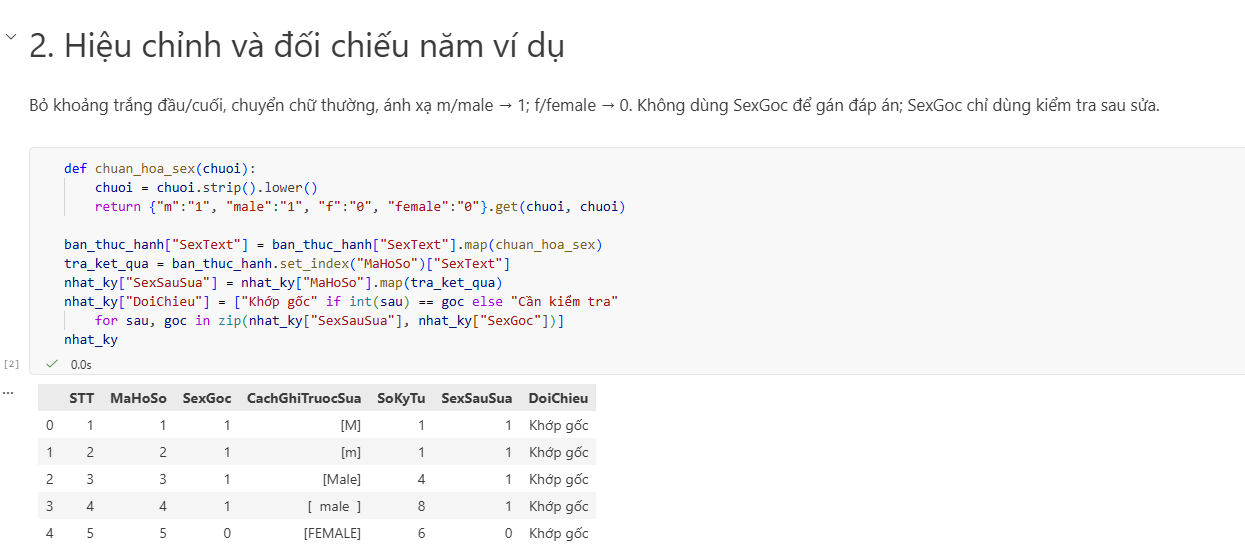 2. Hiệu chỉnh và đối chiếu năm ví dụ
Bỏ khoảng trắng đầu/cuối, chuyển chữ thường, ánh xạ m/male → 1; f/female → 0. Không dùng SexGoc để gán đáp án; SexGoc chỉ dùng kiểm tra sau sửa.
def chuan_hoa_sex(chuoi):
    chuoi = chuoi.strip().lower()
    return {"m":"1", "male":"1", "f":"0", "female":"0"}.get(chuoi, chuoi)
ban_thuc_hanh["SexText"] = ban_thuc_hanh["SexText"].map(chuan_hoa_sex)
tra_ket_qua = ban_thuc_hanh.set_index("MaHoSo")["SexText"]
nhat_ky["SexSauSua"] = nhat_ky["MaHoSo"].map(tra_ket_qua)
nhat_ky["DoiChieu"] = ["Khớp gốc" if int(sau) == goc else "Cần kiểm tra"
    for sau, goc in zip(nhat_ky["SexSauSua"], nhat_ky["SexGoc"])]
nhat_ky
[2] ✓ 0.0s
... STT MaHoSo SexGoc CachGhiTruocSua SoKyTu SexSauSua DoiChieu
0 1 1 1 [M] 1 1 Khớp gốc
1 2 2 1 [m] 1 1 Khớp gốc
2 3 3 1 [Male] 4 1 Khớp gốc
3 4 4 1 [  male  ] 8 1 Khớp gốc
4 5 5 0 [FEMALE] 6 0 Khớp gốc